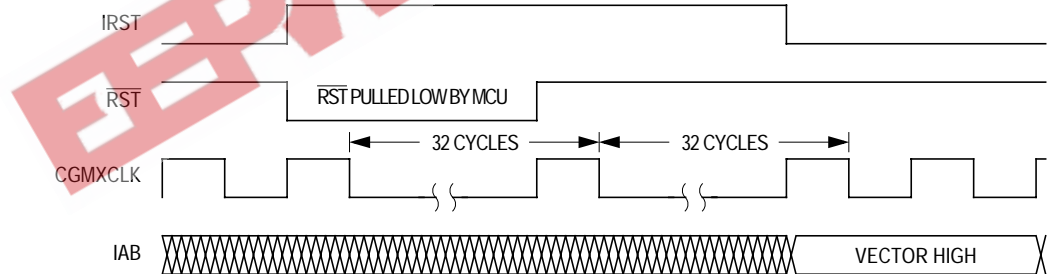 IRST
RST
RST PULLED LOW BY MCU
32 CYCLES
32 CYCLES
CGMXCLK
IAB
VECTOR HIGH